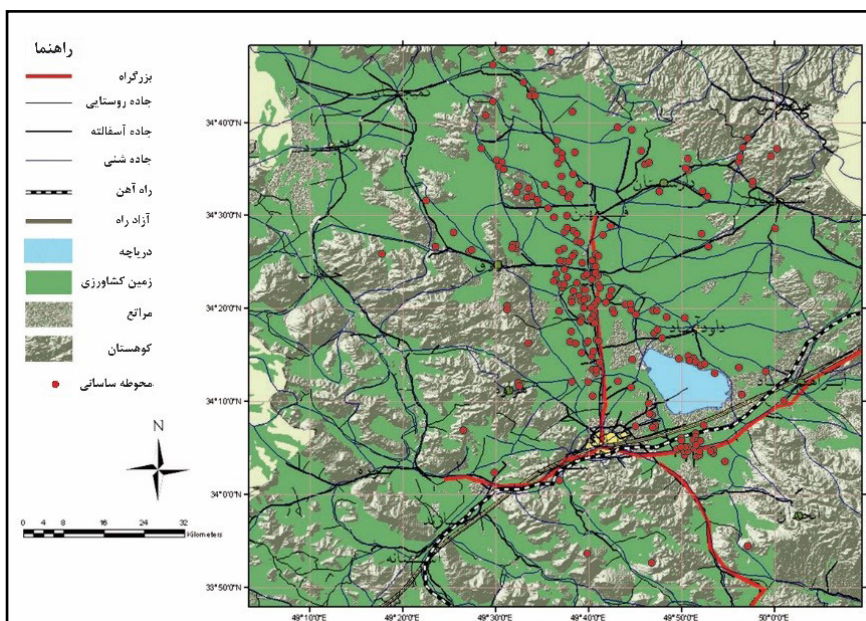 راهنما
بزرگراه
جاده روستایی
جاده آسفالته
جاده شنی
راه آهن
آزاد راه
دریاچه
زمین کشاورزی
مراتع
کوهستان
محوطه ساسانی
N
0 4 8 16 24 32
Kilometers
34°40'0"N
34°30'0"N
34°20'0"N
34°10'0"N
34°0'0"N
33°50'0"N
49°10'0"E
49°20'0"E
49°30'0"E
49°40'0"E
49°50'0"E
50°0'0"E